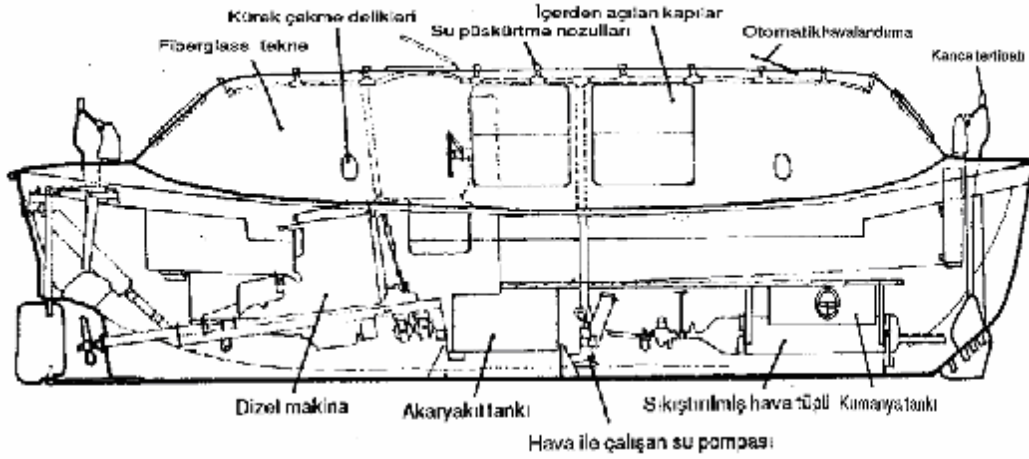 Kürek çekme delikleri
İçerden açılan kapılar
Fiberglass tekne
Su püskürtme nozulları
Otomatik havalandırma
Kanca tertibatı
Dizel makina
Akaryakıt tankı
Sıkıştırılmış hava tüpü
Kumanya tankı
Hava ile çalışan su pompası